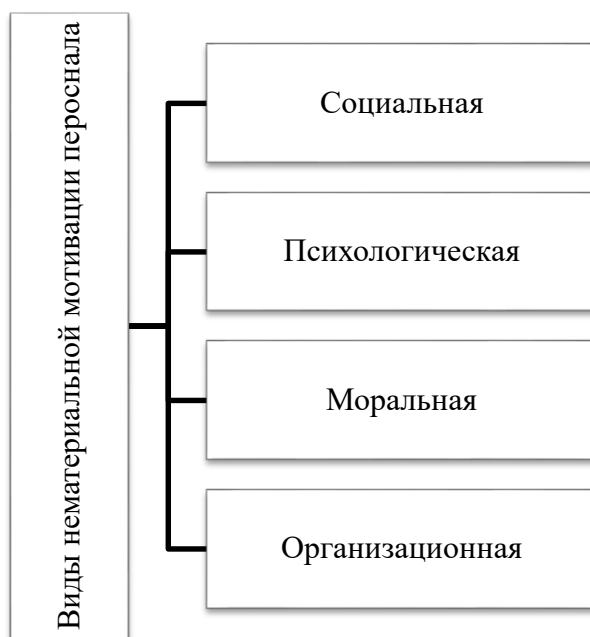 Виды нематериальной мотивации пероснала
Социальная
Психологическая
Моральная
Организационная